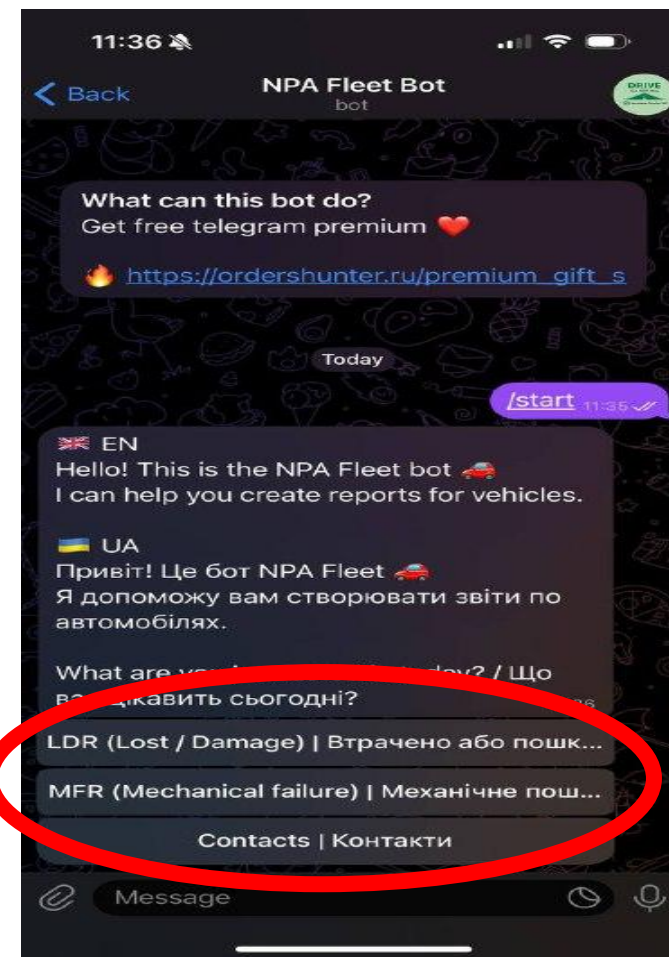 11:36
Back
NPA Fleet Bot
bot
DRIVE
What can this bot do?
Get free telegram premium ❤️
🔥 https://ordershunter.ru/premium_gift_s
Today
/start 11:35
🇬🇧 EN
Hello! This is the NPA Fleet bot 🚗
I can help you create reports for vehicles.
🇺🇦 UA
Привіт! Це бот NPA Fleet 🚗
Я допоможу вам створювати звіти по
автомобілях.
What are / Що
сьогодні?
LDR (Lost / Damage) | Втрачено або пошк...
MFR (Mechanical failure) | Механічне пош...
Contacts | Контакти
Message